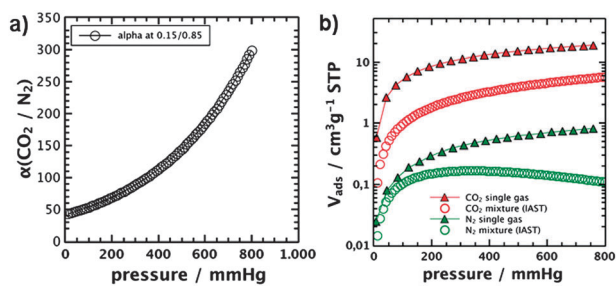 a)
alpha at 0.15/0.85
350
300
250
200
150
100
50
0
α(CO₂ / N₂)
0 200 400 600 800 1.000
pressure / mmHg
b)
10
1
0,1
0,01
Vads / cm³g⁻¹ STP
CO₂ single gas
CO₂ mixture (IAST)
N₂ single gas
N₂ mixture (IAST)
0 200 400 600 800
pressure / mmHg